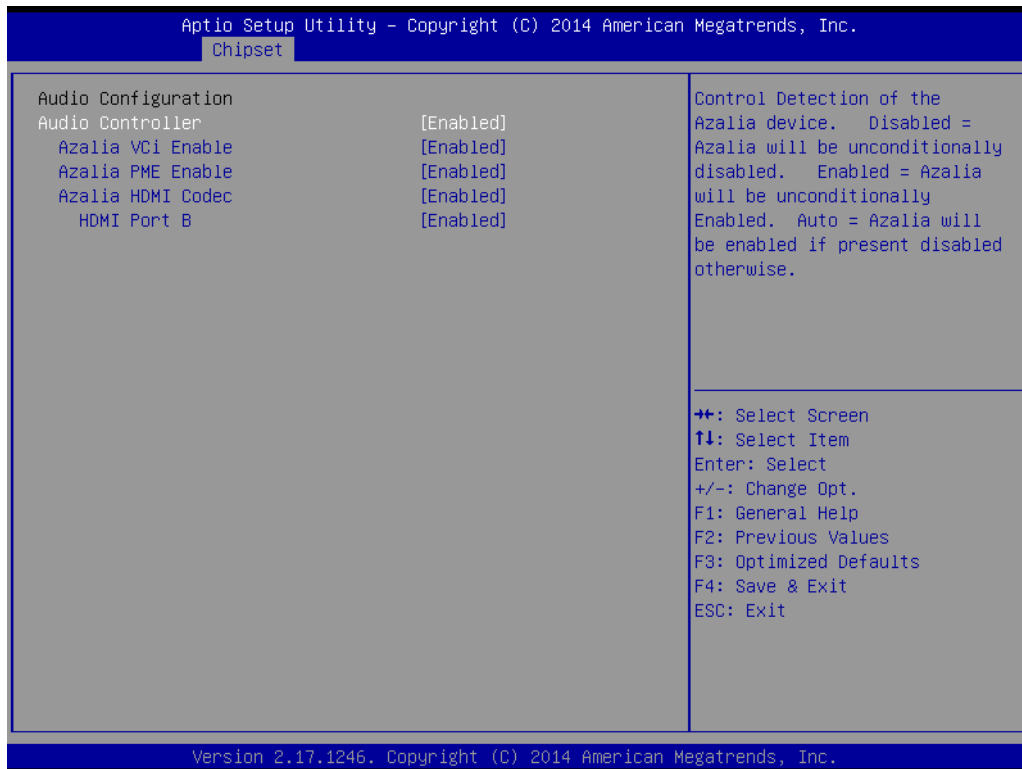 Aptio Setup Utility – Copyright (C) 2014 American Megatrends, Inc.
Chipset
Audio Configuration
Audio Controller [Enabled]
Azalia VCi Enable [Enabled]
Azalia PME Enable [Enabled]
Azalia HDMI Codec [Enabled]
HDMI Port B [Enabled]
Control Detection of the
Azalia device. Disabled =
Azalia will be unconditionally
disabled. Enabled = Azalia
will be unconditionally
Enabled. Auto = Azalia will
be enabled if present disabled
otherwise.
→←: Select Screen
↑↓: Select Item
Enter: Select
+/-: Change Opt.
F1: General Help
F2: Previous Values
F3: Optimized Defaults
F4: Save & Exit
ESC: Exit
Version 2.17.1246. Copyright (C) 2014 American Megatrends, Inc.